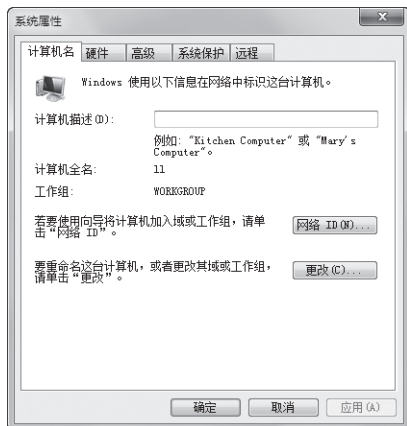 系统属性
计算机名 硬件 高级 系统保护 远程
Windows 使用以下信息在网络中标识这台计算机。
计算机描述(D):
例如: "Kitchen Computer" 或 "Mary's
Computer"。
计算机全名: 11
工作组: WORKGROUP
若要使用向导将计算机加入域或工作组，请单
击“网络 ID”。
网络 ID(N)...
要重命名这台计算机，或者更改其域或工作组，
请单击“更改”。
更改(C)...
确定 取消 应用(A)